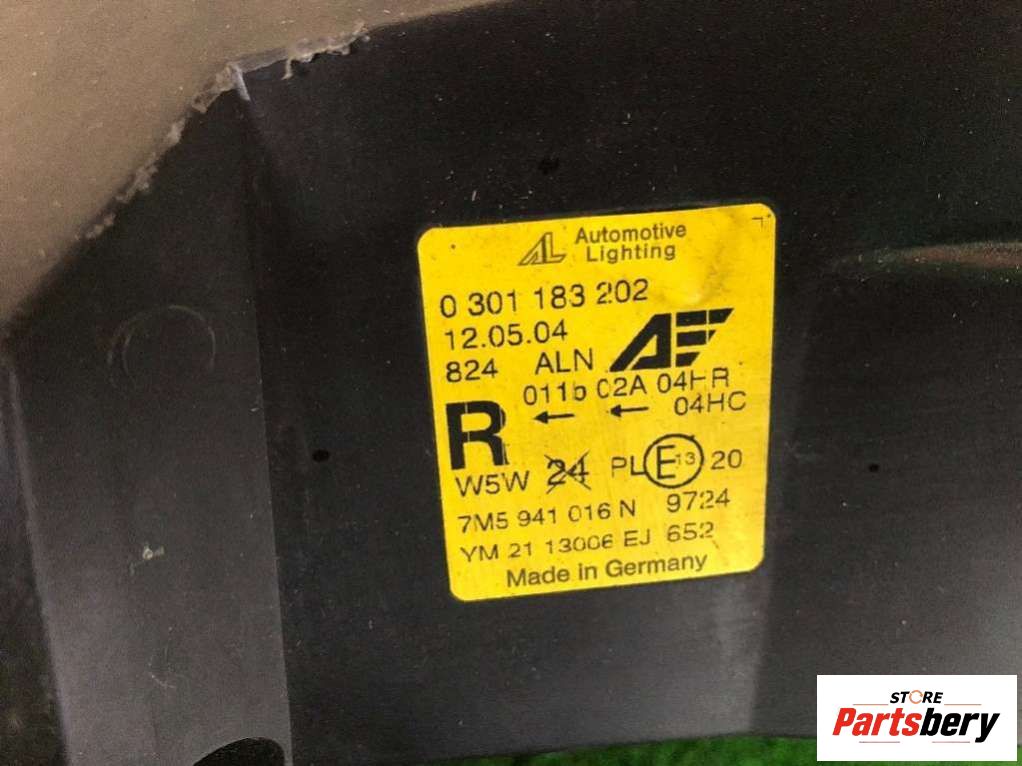 AL Automotive
Lighting
0 301 183 202
12.05.04
824 ALN AE
011b 02A 04HR
R ← ← 04HC
W5W 24 PL E13 20
7M5 941 016 N 9724
YM 21 13006 EJ 652
Made in Germany
STORE
Partsbery